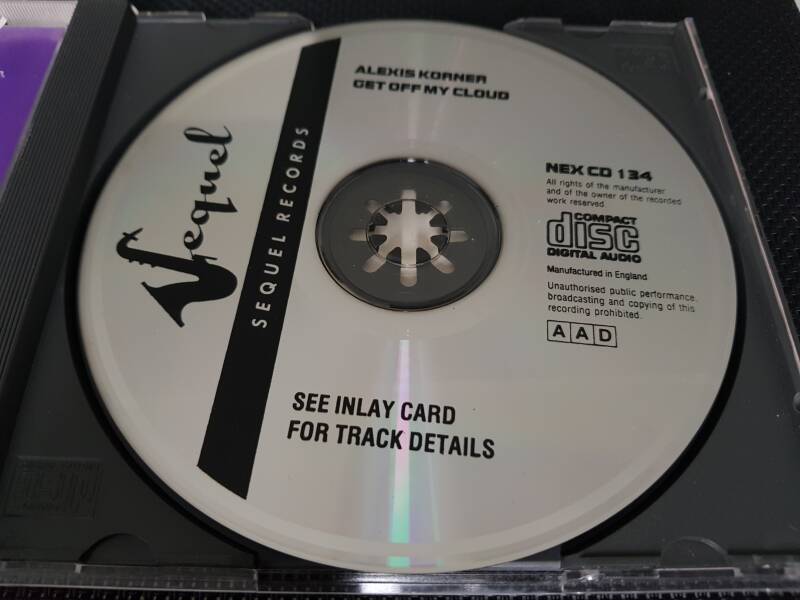 ALEXIS KORNER
GET OFF MY CLOUD
Sequel
SEQUEL RECORDS
NEX CD 134
All rights of the manufacturer
and of the owner of the recorded
work reserved
COMPACT
disc
DIGITAL AUDIO
Manufactured in England
Unauthorised public performance,
broadcasting and copying of this
recording prohibited.
AAD
SEE INLAY CARD
FOR TRACK DETAILS